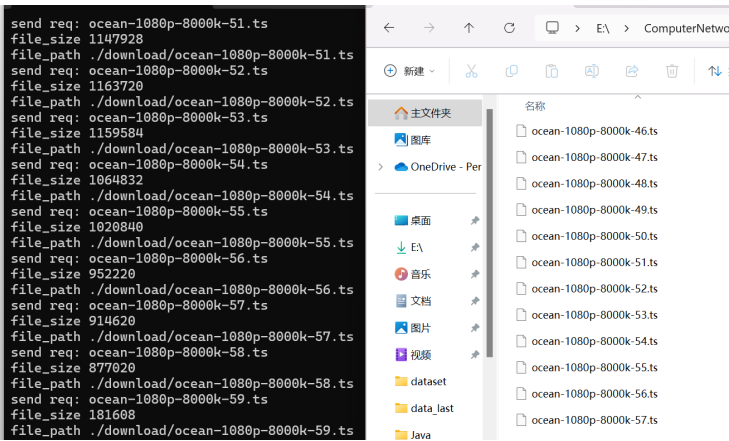 send req: ocean-1080p-8000k-51.ts
file_size 1147928
file_path ./download/ocean-1080p-8000k-51.ts
send req: ocean-1080p-8000k-52.ts
file_size 1163720
file_path ./download/ocean-1080p-8000k-52.ts
send req: ocean-1080p-8000k-53.ts
file_size 1159584
file_path ./download/ocean-1080p-8000k-53.ts
send req: ocean-1080p-8000k-54.ts
file_size 1064832
file_path ./download/ocean-1080p-8000k-54.ts
send req: ocean-1080p-8000k-55.ts
file_size 1020840
file_path ./download/ocean-1080p-8000k-55.ts
send req: ocean-1080p-8000k-56.ts
file_size 952220
file_path ./download/ocean-1080p-8000k-56.ts
send req: ocean-1080p-8000k-57.ts
file_size 914620
file_path ./download/ocean-1080p-8000k-57.ts
send req: ocean-1080p-8000k-58.ts
file_size 877020
file_path ./download/ocean-1080p-8000k-58.ts
send req: ocean-1080p-8000k-59.ts
file_size 181608
file_path ./download/ocean-1080p-8000k-59.ts
E:\ > ComputerNetwo
新建
主文件夹
图库
OneDrive - Per
桌面
E:\
音乐
文档
图片
视频
dataset
data_last
Java
名称
ocean-1080p-8000k-46.ts
ocean-1080p-8000k-47.ts
ocean-1080p-8000k-48.ts
ocean-1080p-8000k-49.ts
ocean-1080p-8000k-50.ts
ocean-1080p-8000k-51.ts
ocean-1080p-8000k-52.ts
ocean-1080p-8000k-53.ts
ocean-1080p-8000k-54.ts
ocean-1080p-8000k-55.ts
ocean-1080p-8000k-56.ts
ocean-1080p-8000k-57.ts